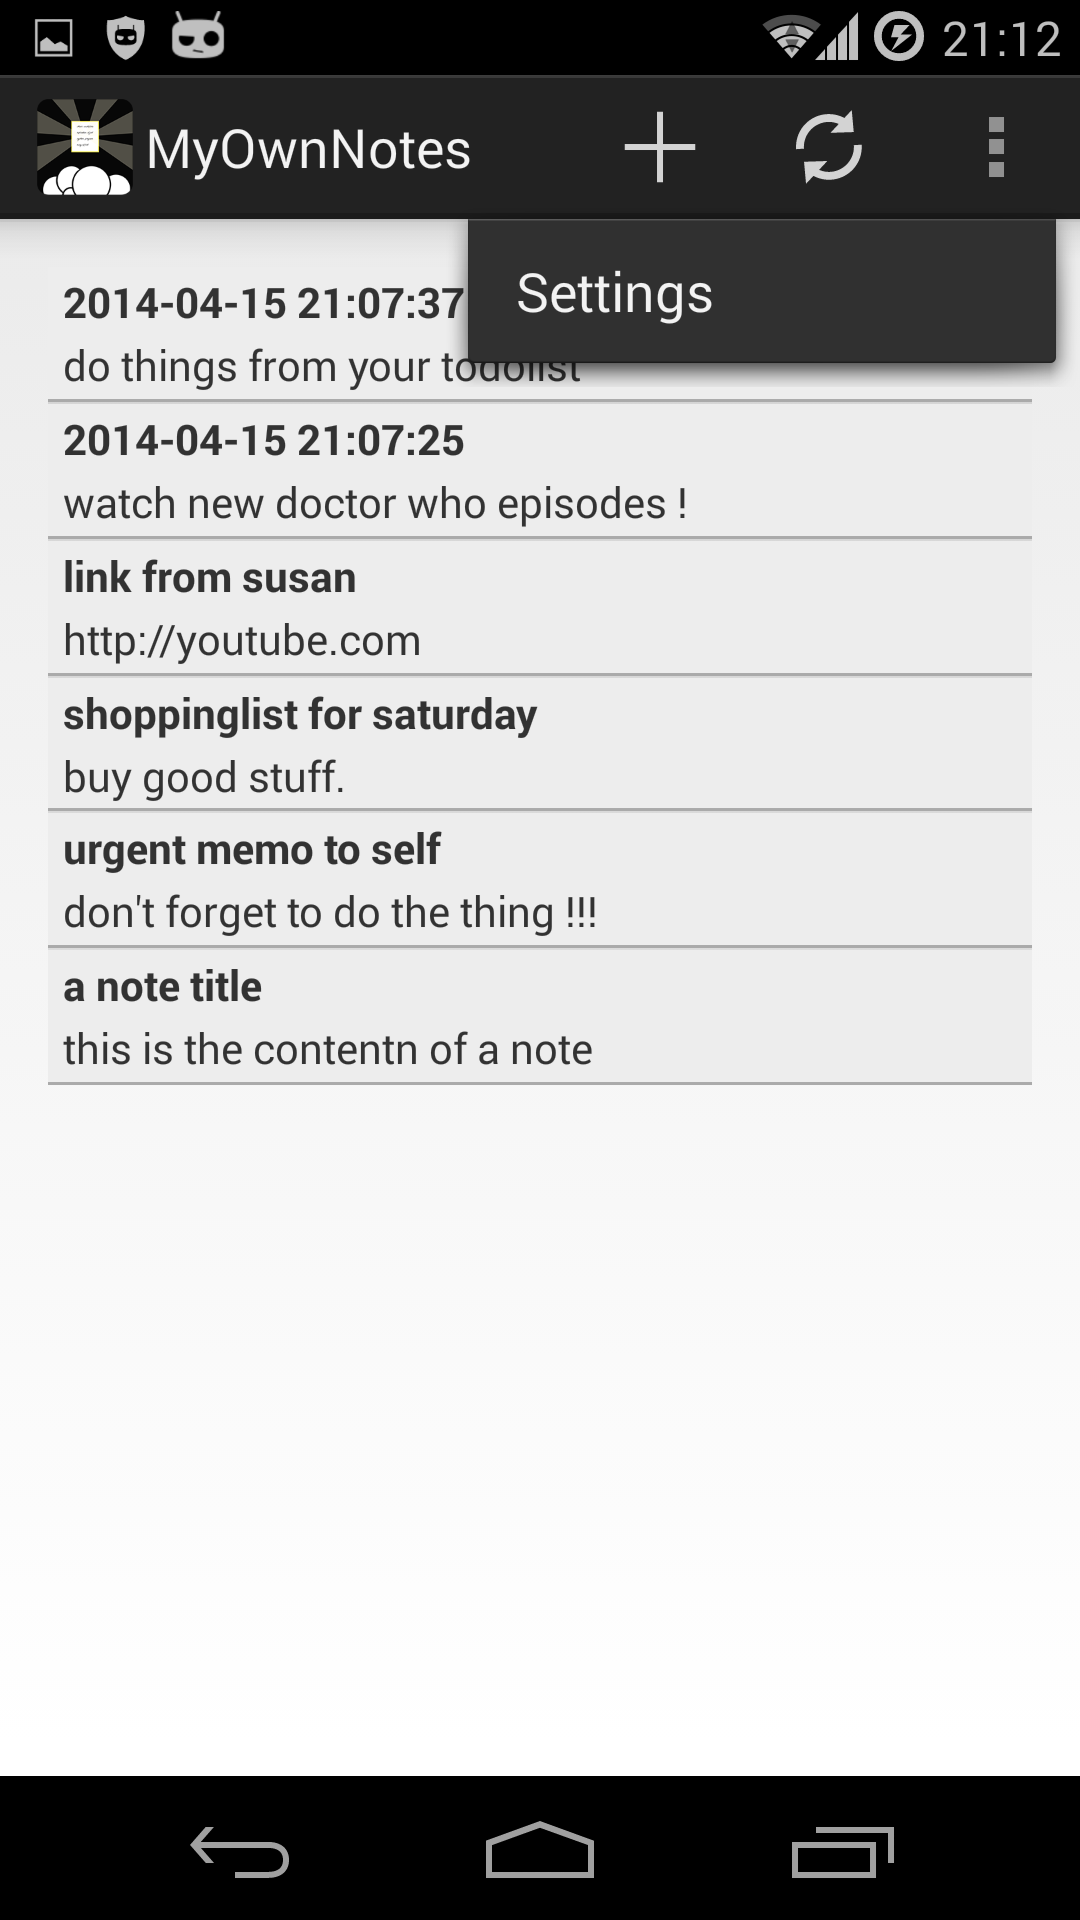 21:12
MyOwnNotes
Settings
2014-04-15 21:07:37
do things from your todolist
2014-04-15 21:07:25
watch new doctor who episodes !
link from susan
http://youtube.com
shoppinglist for saturday
buy good stuff.
urgent memo to self
don't forget to do the thing !!!
a note title
this is the contentn of a note